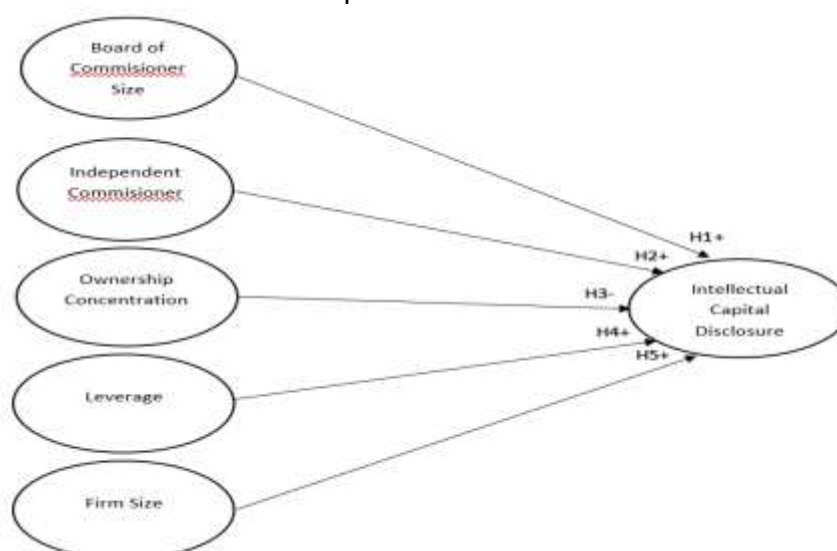 Board of
Commisioner
Size
Independent
Commisioner
Ownership
Concentration
Leverage
Firm Size
H1+
H2+
H3-
H4+
H5+
Intellectual
Capital
Disclosure